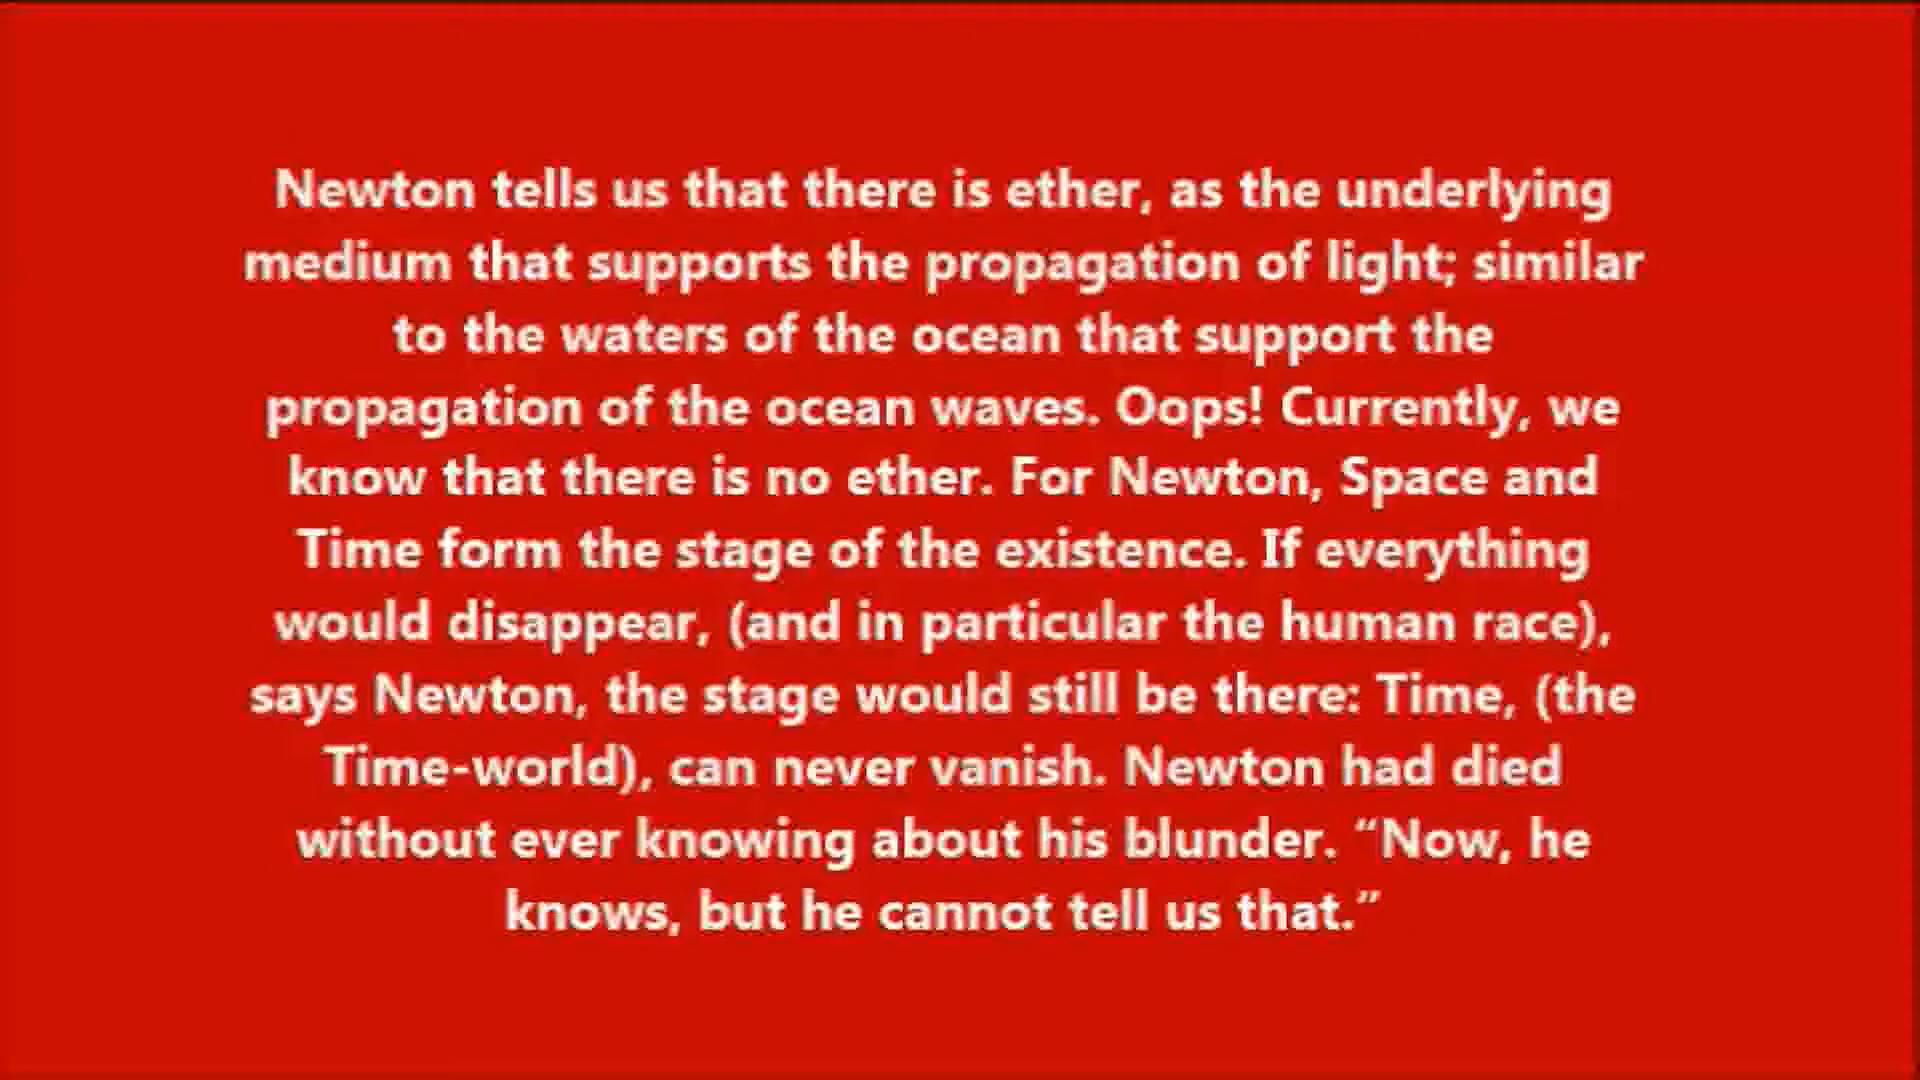 Newton tells us that there is ether, as the underlying
medium that supports the propagation of light; similar
to the waters of the ocean that support the
propagation of the ocean waves. Oops! Currently, we
know that there is no ether. For Newton, Space and
Time form the stage of the existence. If everything
would disappear, (and in particular the human race),
says Newton, the stage would still be there: Time, (the
Time-world), can never vanish. Newton had died
without ever knowing about his blunder. “Now, he
knows, but he cannot tell us that.”